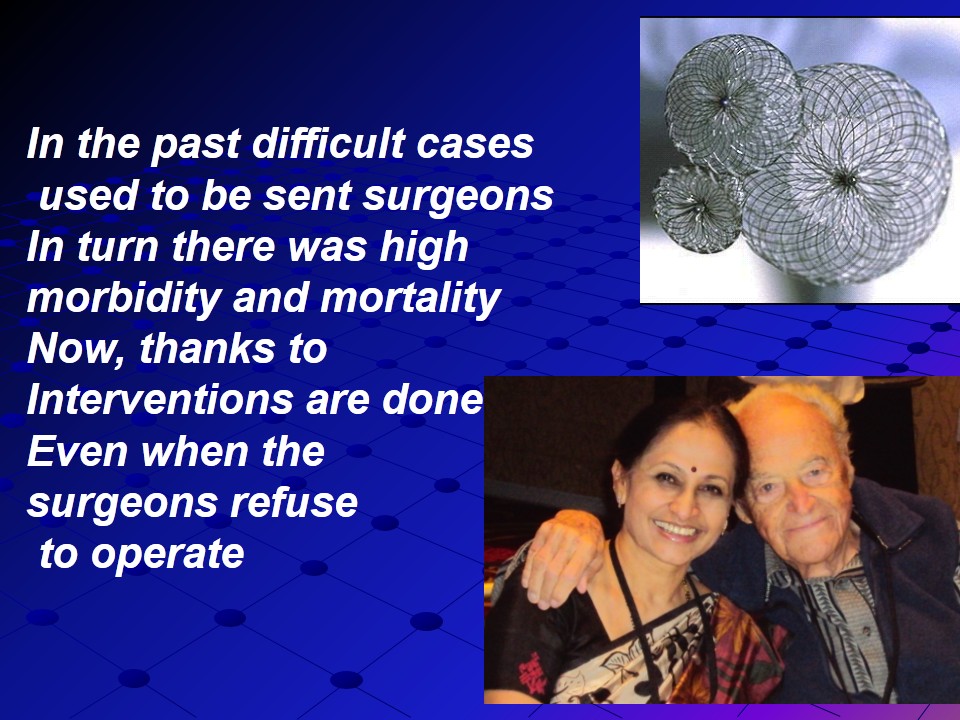 In the past difficult cases
used to be sent surgeons
In turn there was high
morbidity and mortality
Now, thanks to
Interventions are done
Even when the
surgeons refuse
to operate